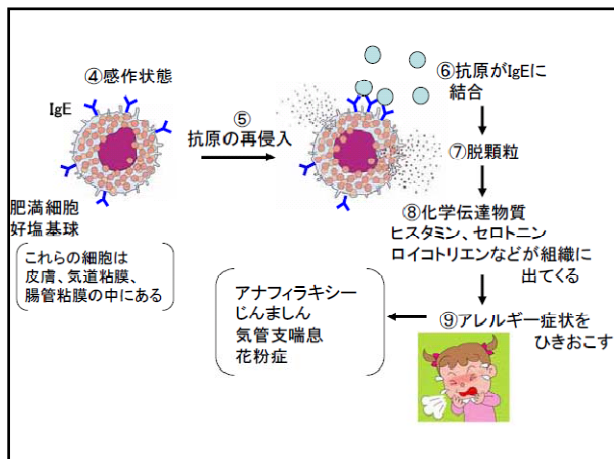 ④感作状態
IgE
肥満細胞
好塩基球
これらの細胞は
皮膚、気道粘膜、
腸管粘膜の中にある
⑤
抗原の再侵入
⑥抗原がIgEに
結合
⑦脱顆粒
⑧化学伝達物質
ヒスタミン、セロトニン
ロイコトリエンなどが組織に
出てくる
⑨アレルギー症状を
ひきおこす
アナフィラキシー
じんましん
気管支喘息
花粉症